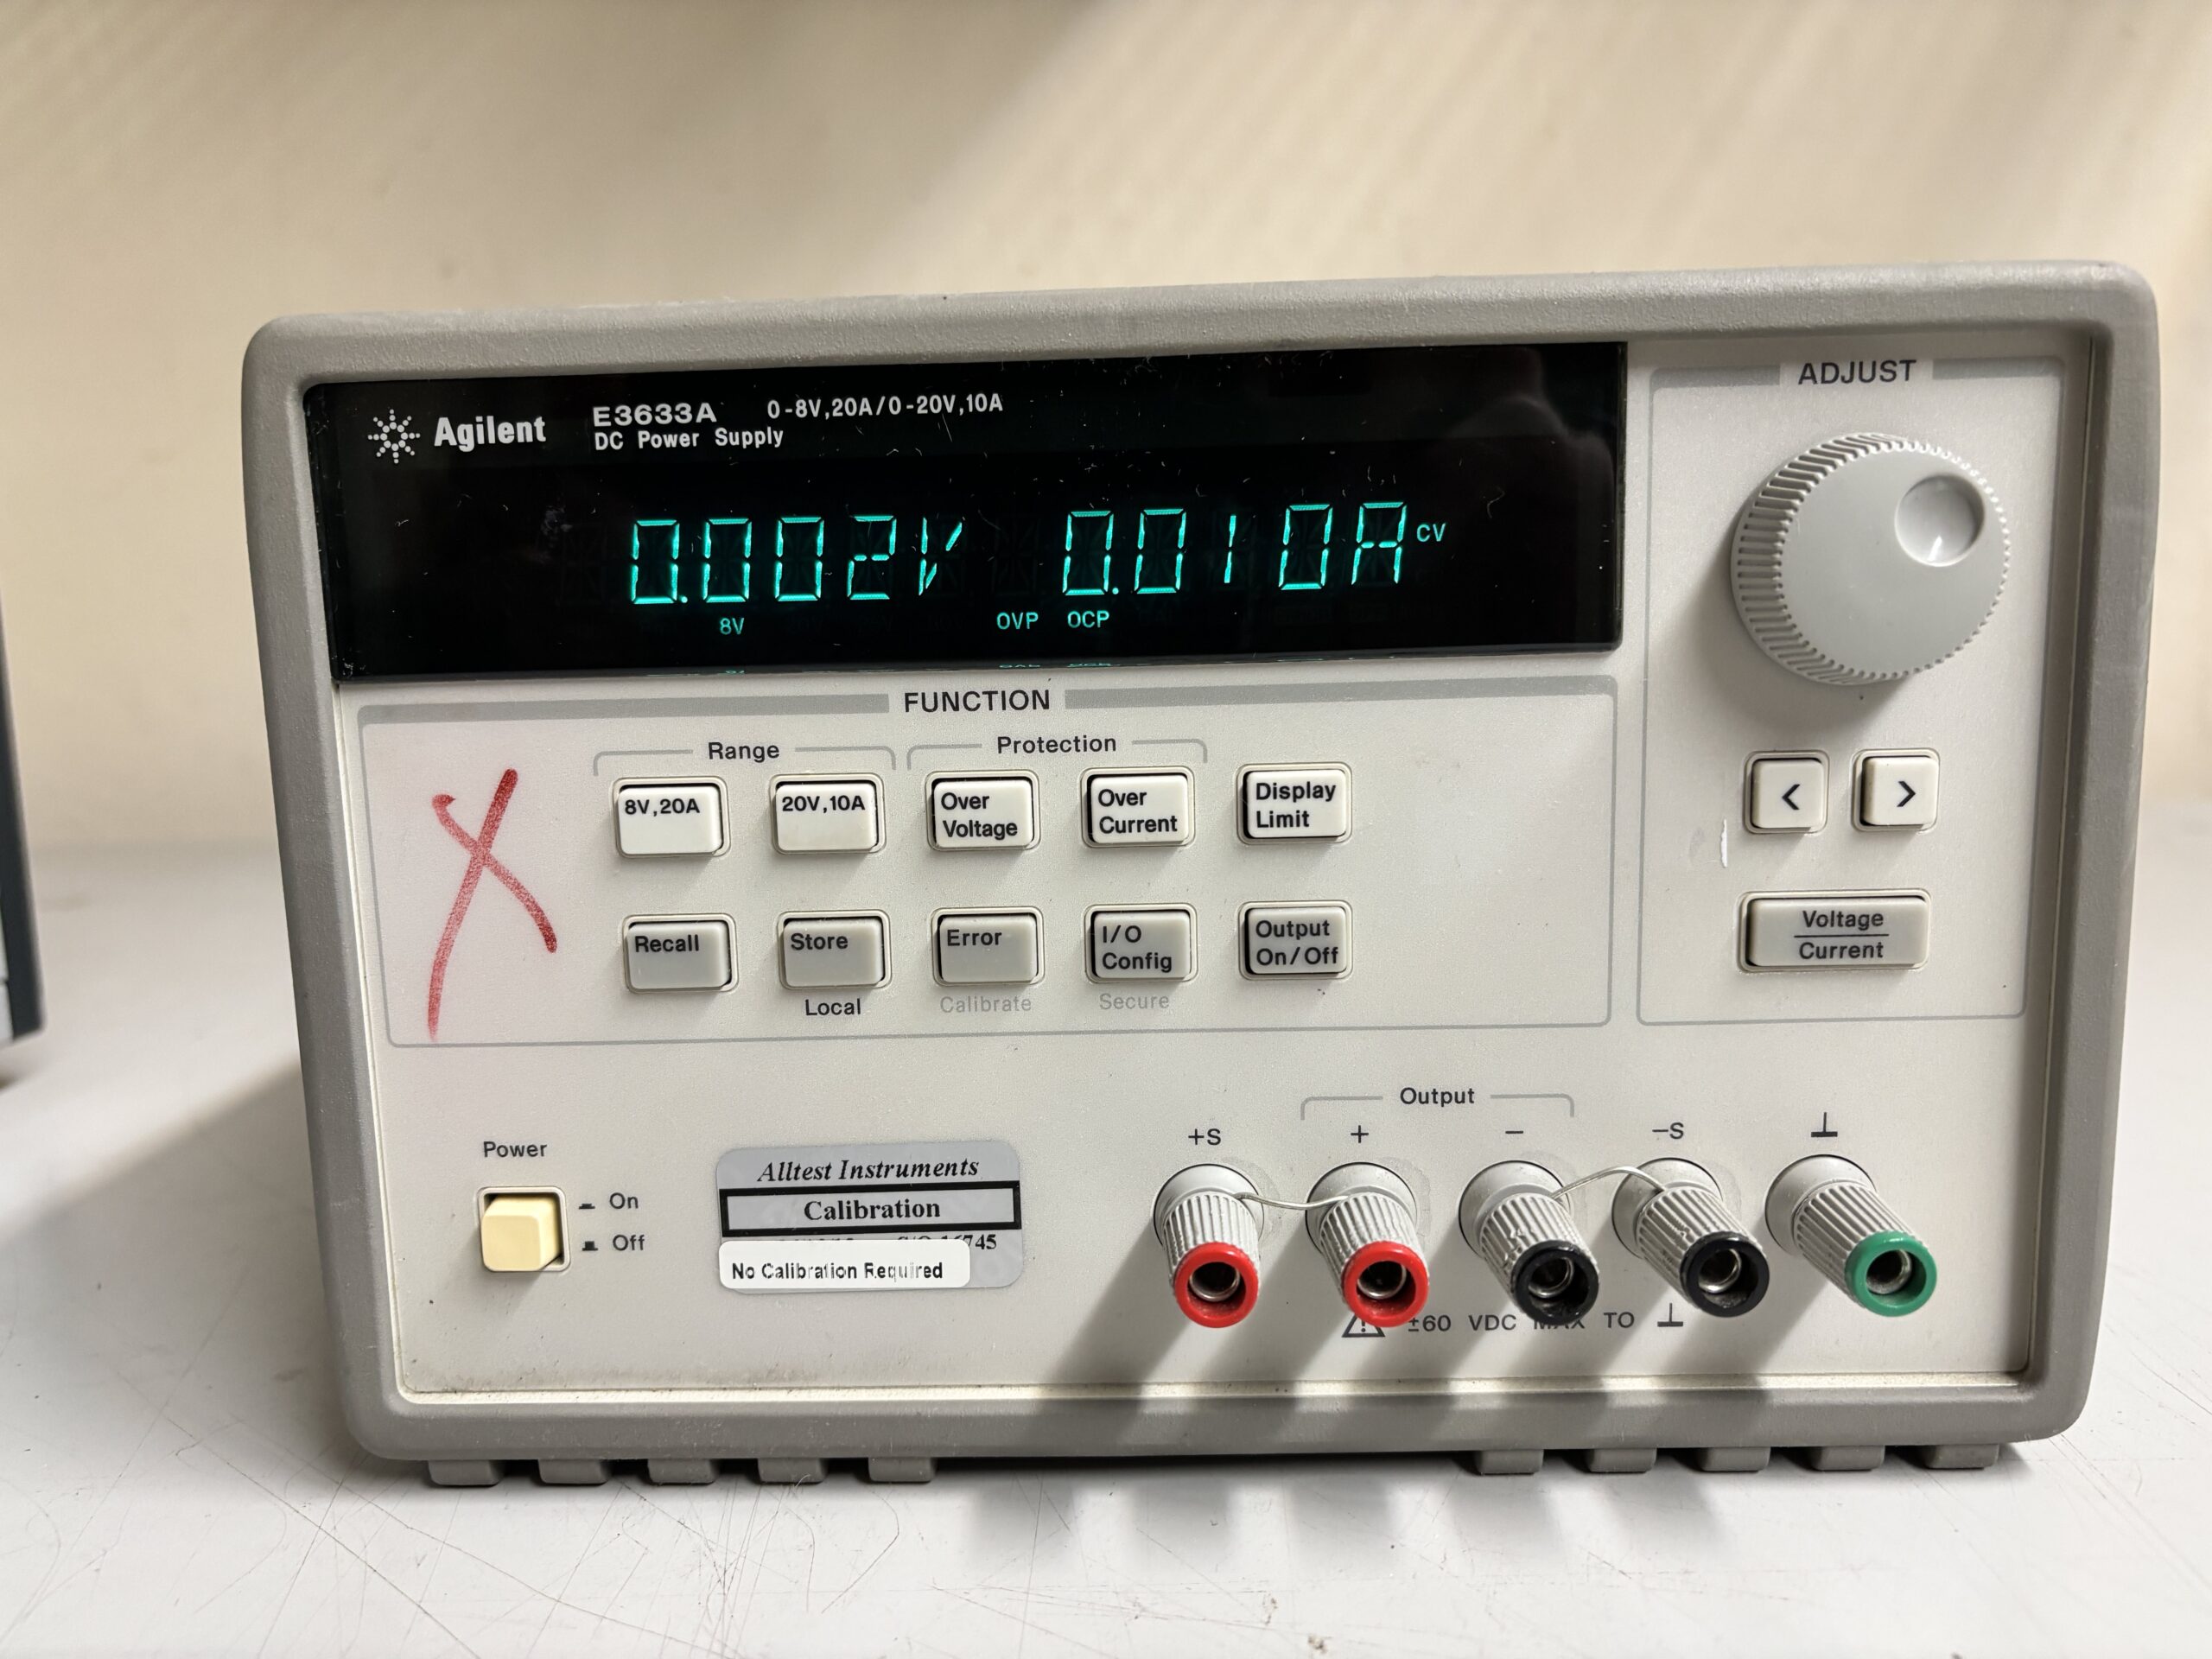 Agilent
E3633A 0-8V,20A/0-20V,10A
DC Power Supply
0.002V 0.010A CV
8V OVP OCP
ADJUST
FUNCTION
Range Protection
8V,20A 20V,10A Over Voltage Over Current Display Limit
< >
Recall Store Error I/O Config Output On/Off
Voltage
Current
Local Calibrate Secure
Output
+S + − −S ⏊
Power
On
Off
Alltest Instruments
Calibration
No Calibration Required
±60 VDC MAX TO ⏊